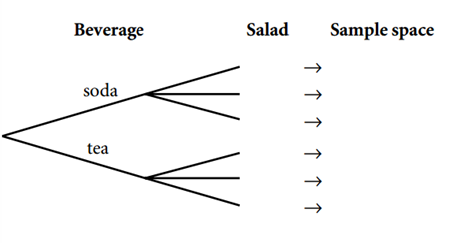 Beverage Salad Sample space
soda →
→
→
tea →
→
→